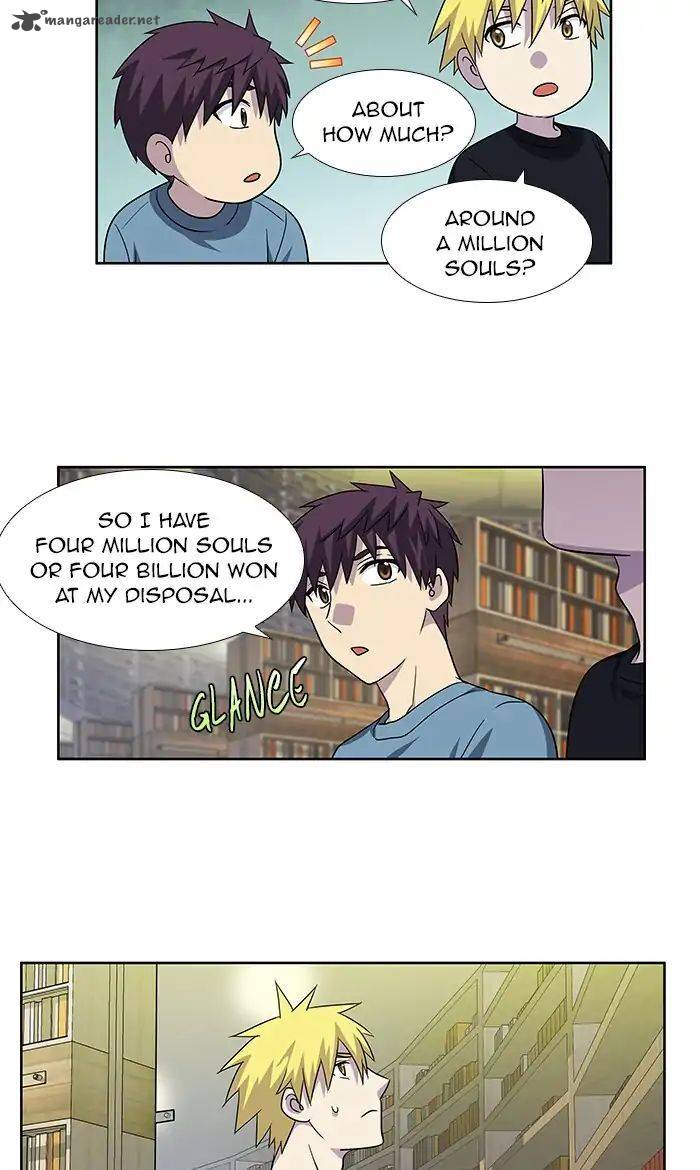 mangareader.net
ABOUT
HOW MUCH?
AROUND
A MILLION
SOULS?
SO I HAVE
FOUR MILLION SOULS
OR FOUR BILLION WON
AT MY DISPOSAL...
GLANCE